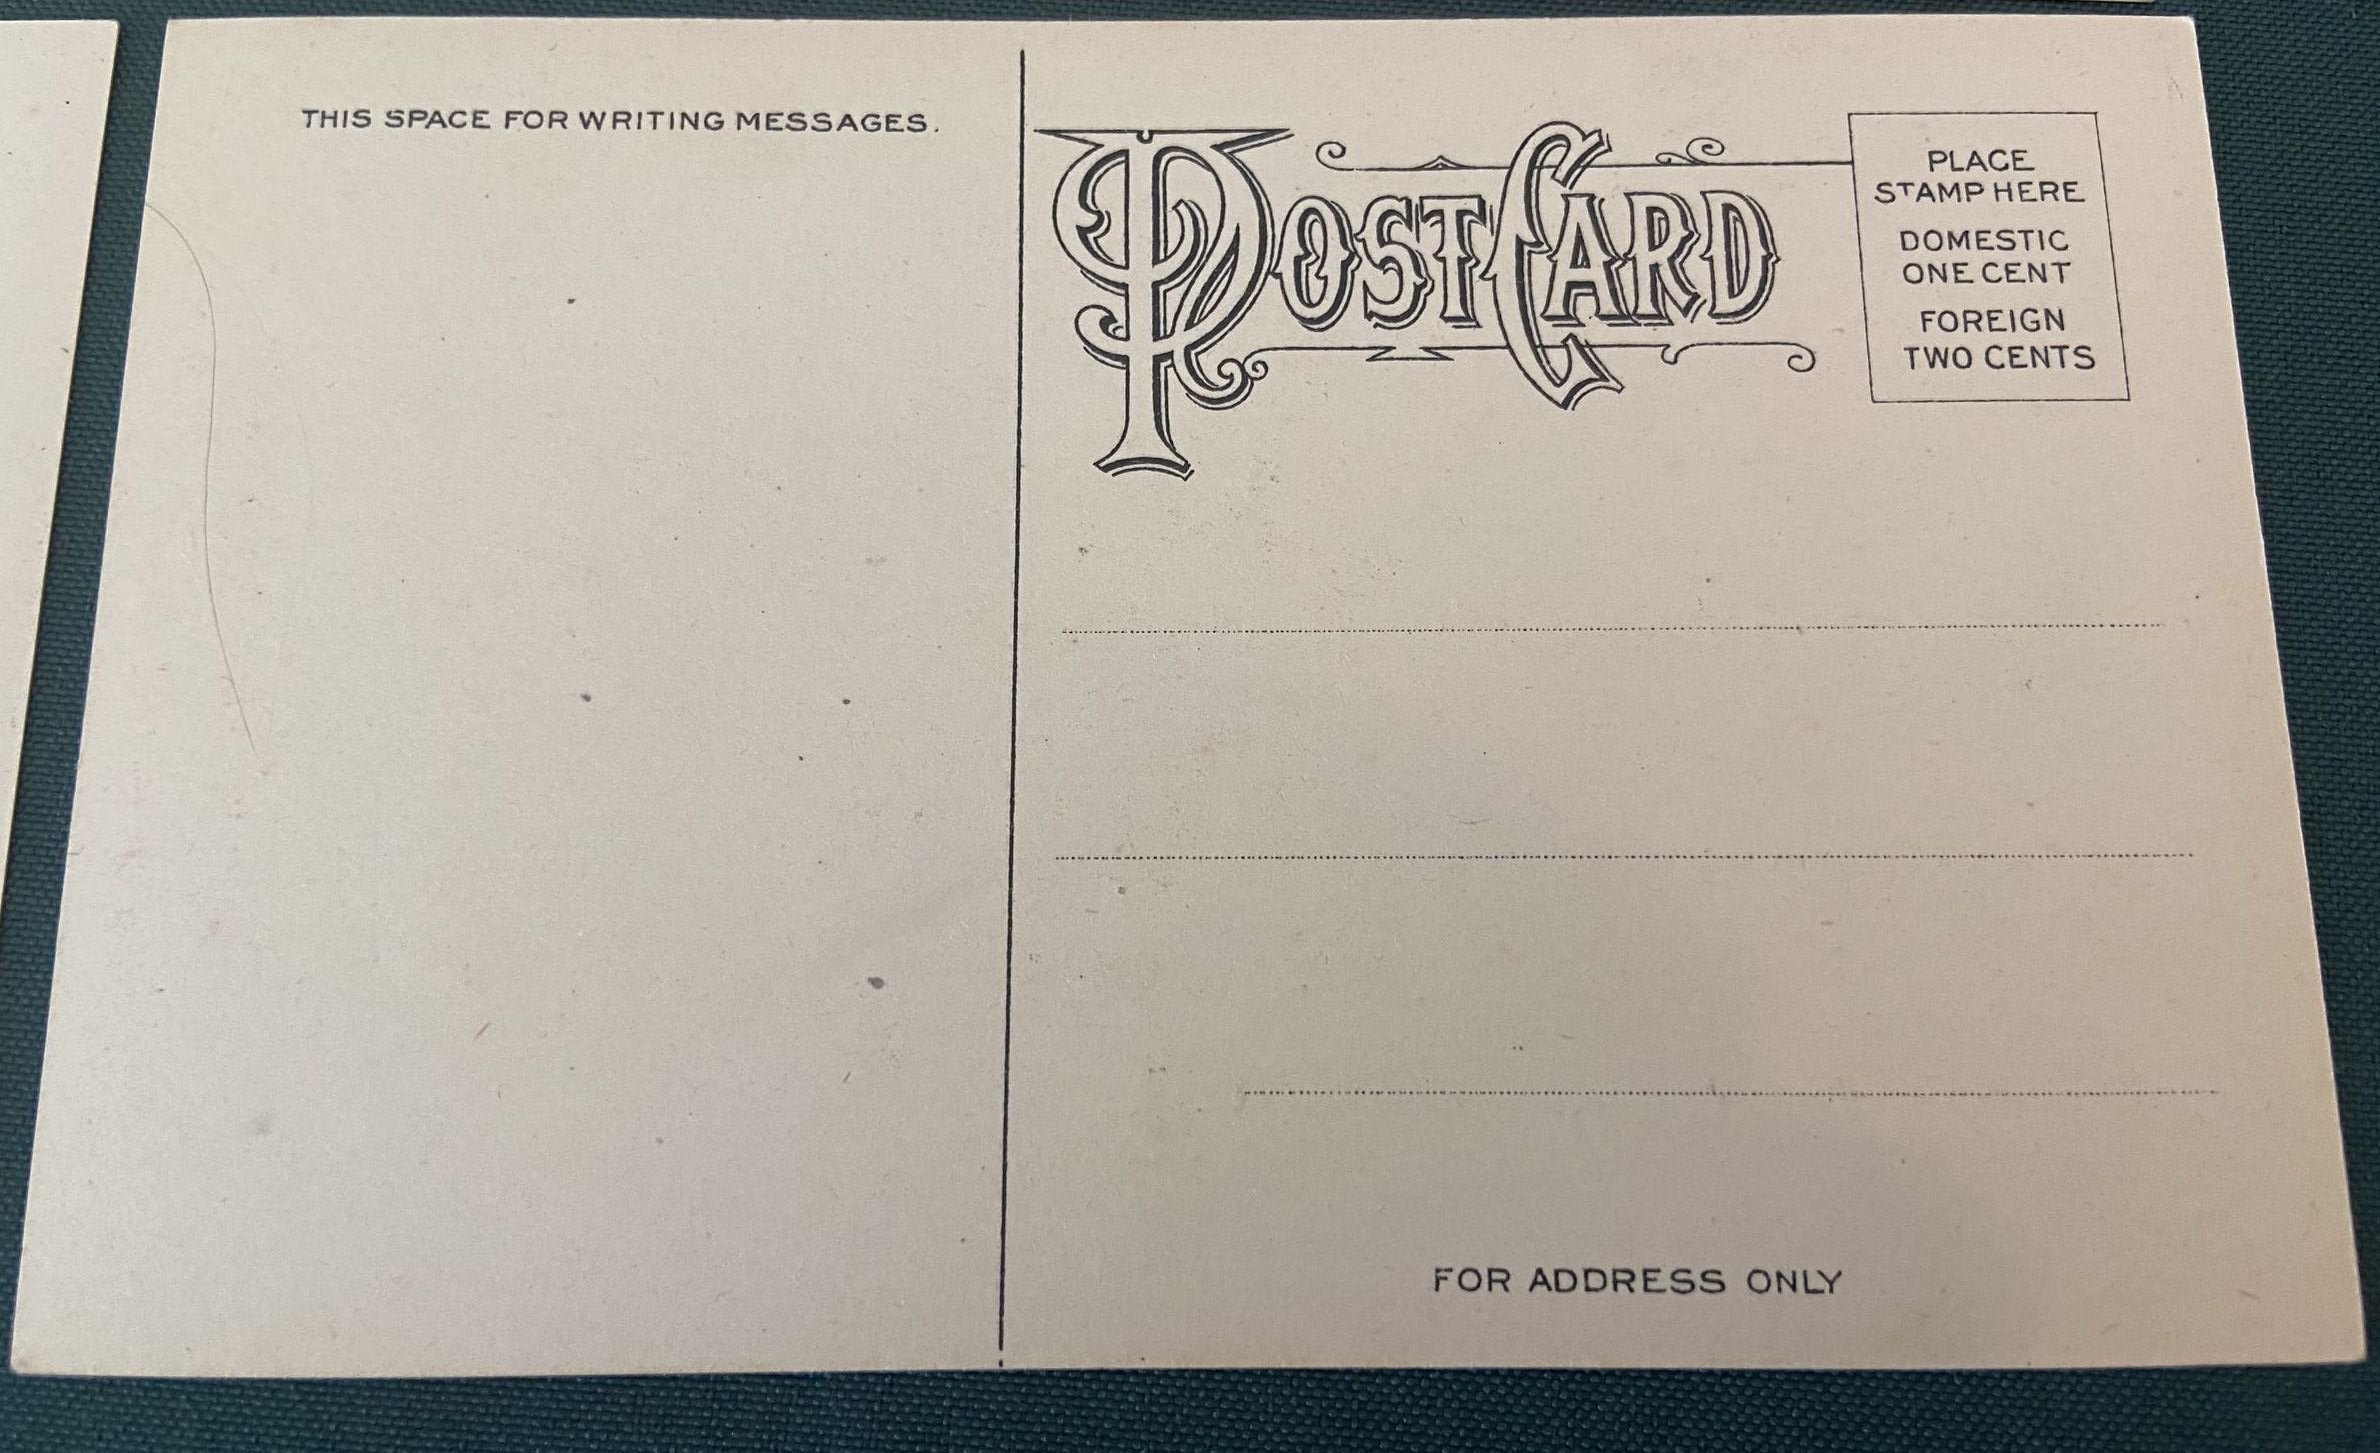 THIS SPACE FOR WRITING MESSAGES.
POST CARD
PLACE
STAMP HERE
DOMESTIC
ONE CENT
FOREIGN
TWO CENTS
FOR ADDRESS ONLY